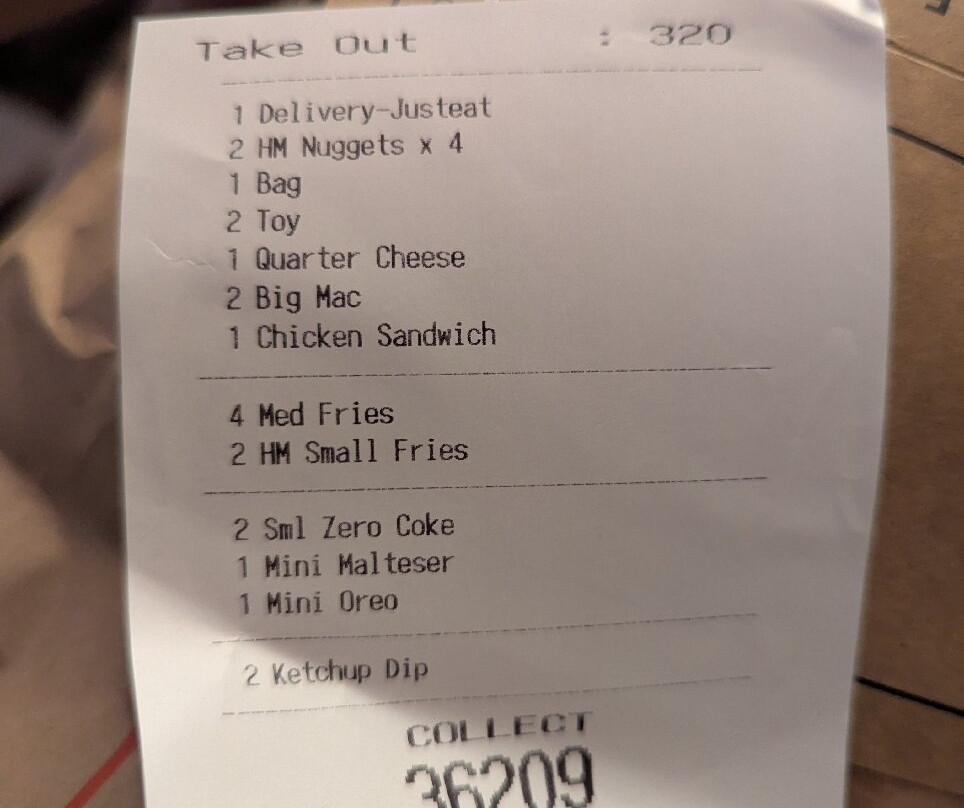 Take Out : 320
1 Delivery-Justeat
2 HM Nuggets x 4
1 Bag
2 Toy
1 Quarter Cheese
2 Big Mac
1 Chicken Sandwich
4 Med Fries
2 HM Small Fries
2 Sml Zero Coke
1 Mini Malteser
1 Mini Oreo
2 Ketchup Dip
COLLECT
36209